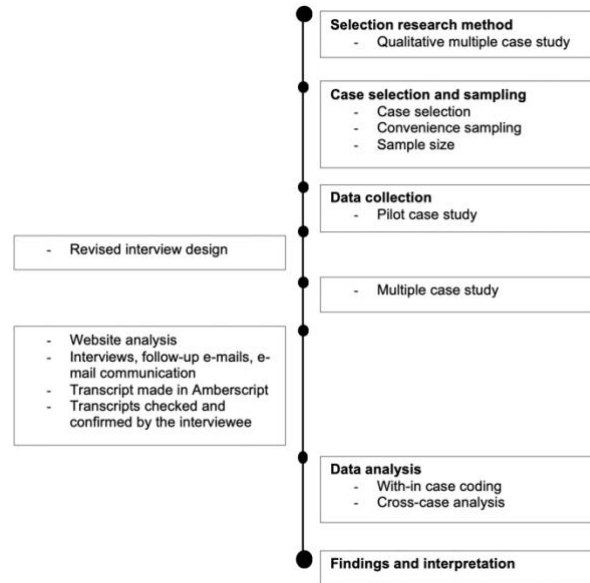 Selection research method
- Qualitative multiple case study
Case selection and sampling
- Case selection
- Convenience sampling
- Sample size
Data collection
- Pilot case study
- Revised interview design
- Multiple case study
- Website analysis
- Interviews, follow-up e-mails, e-
mail communication
- Transcript made in Amberscript
- Transcripts checked and
confirmed by the interviewee
Data analysis
- With-in case coding
- Cross-case analysis
Findings and interpretation